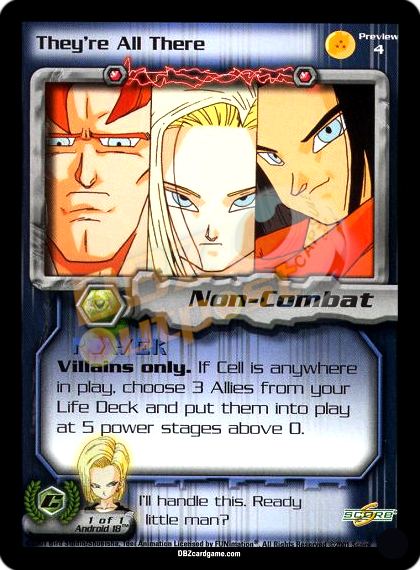 They're All There
Preview
4
Non-Combat
POWER
Villains only. If Cell is anywhere
in play, choose 3 Allies from your
Life Deck and put them into play
at 5 power stages above 0.
I'll handle this. Ready
little man?
1 of 1
Android 18™
SCORE
DBZcardgame.com